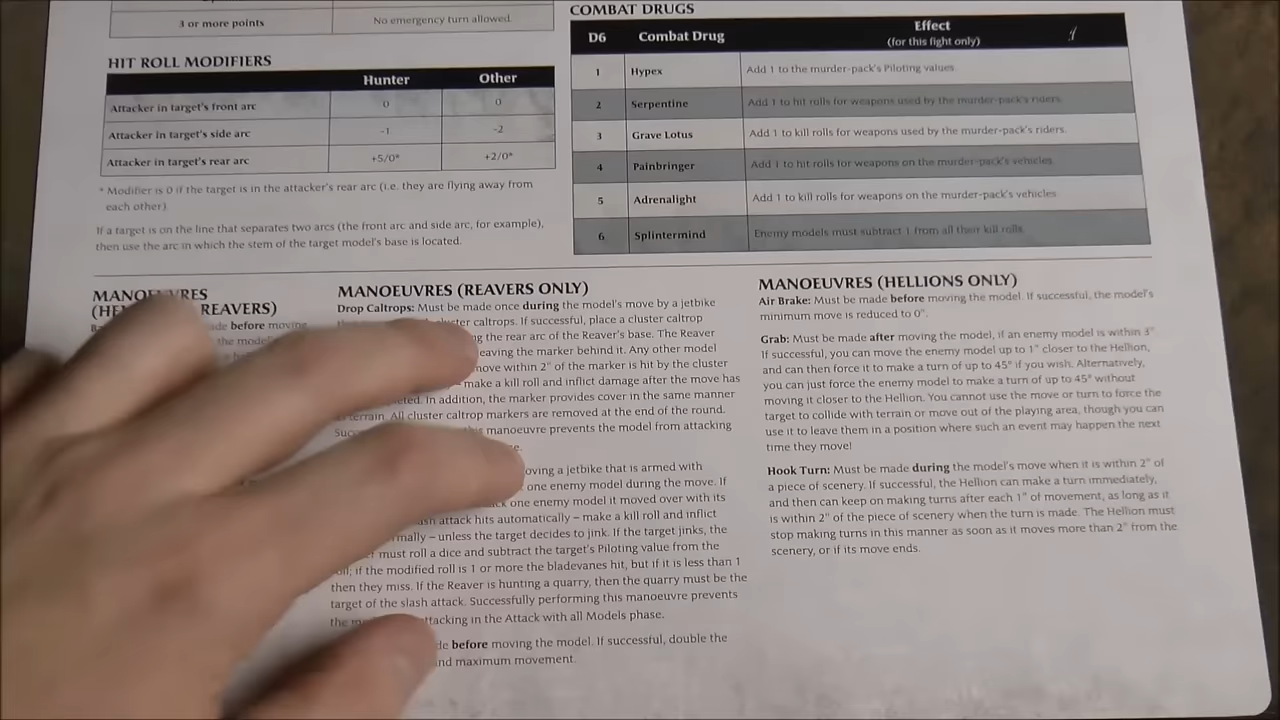 3 or more points No emergency turn allowed.
HIT ROLL MODIFIERS
Hunter Other
Attacker in target's front arc 0 0
Attacker in target's side arc -1 -2
Attacker in target's rear arc +5/0* +2/0*
* Modifier is 0 if the target is in the attacker's rear arc (i.e. they are flying away from
each other)
If a target is on the line that separates two arcs (the front arc and side arc, for example),
then use the arc in which the stem of the target model's base is located.
COMBAT DRUGS
D6 Combat Drug Effect
(for this fight only)
1 Hypex Add 1 to the murder-pack's Piloting values.
2 Serpentine Add 1 to hit rolls for weapons used by the murder-pack's riders.
3 Grave Lotus Add 1 to kill rolls for weapons used by the murder-pack's riders.
4 Painbringer Add 1 to hit rolls for weapons on the murder-pack's vehicles.
5 Adrenalight Add 1 to kill rolls for weapons on the murder-pack's vehicles.
6 Splintermind Enemy models must subtract 1 from all their kill rolls.
MANOEUVRES
REAVERS)
before moving
the model's
MANOEUVRES (REAVERS ONLY)
Drop Caltrops: Must be made once during the model's move by a jetbike
cluster caltrops. If successful, place a cluster caltrop
the rear arc of the Reaver's base. The Reaver
leaving the marker behind it. Any other model
move within 2" of the marker is hit by the cluster
make a kill roll and inflict damage after the move has
In addition, the marker provides cover in the same manner
terrain. All cluster caltrop markers are removed at the end of the round.
manoeuvre prevents the model from attacking
moving a jetbike that is armed with
one enemy model during the move. If
one enemy model it moved over with its
attack hits automatically – make a kill roll and inflict
– unless the target decides to jink. If the target jinks, the
must roll a dice and subtract the target's Piloting value from the
if the modified roll is 1 or more the bladevanes hit, but if it is less than 1
then they miss. If the Reaver is hunting a quarry, then the quarry must be the
target of the slash attack. Successfully performing this manoeuvre prevents
the attacking in the Attack with all Models phase.
before moving the model. If successful, double the
and maximum movement.
MANOEUVRES (HELLIONS ONLY)
Air Brake: Must be made before moving the model. If successful, the model's
minimum move is reduced to 0".
Grab: Must be made after moving the model, if an enemy model is within 3"
If successful, you can move the enemy model up to 1" closer to the Hellion,
and can then force it to make a turn of up to 45° if you wish. Alternatively,
you can just force the enemy model to make a turn of up to 45° without
moving it closer to the Hellion. You cannot use the move or turn to force the
target to collide with terrain or move out of the playing area, though you can
use it to leave them in a position where such an event may happen the next
time they move!
Hook Turn: Must be made during the model's move when it is within 2" of
a piece of scenery. If successful, the Hellion can make a turn immediately,
and then can keep on making turns after each 1" of movement, as long as it
is within 2" of the piece of scenery when the turn is made. The Hellion must
stop making turns in this manner as soon as it moves more than 2" from the
scenery, or if its move ends.